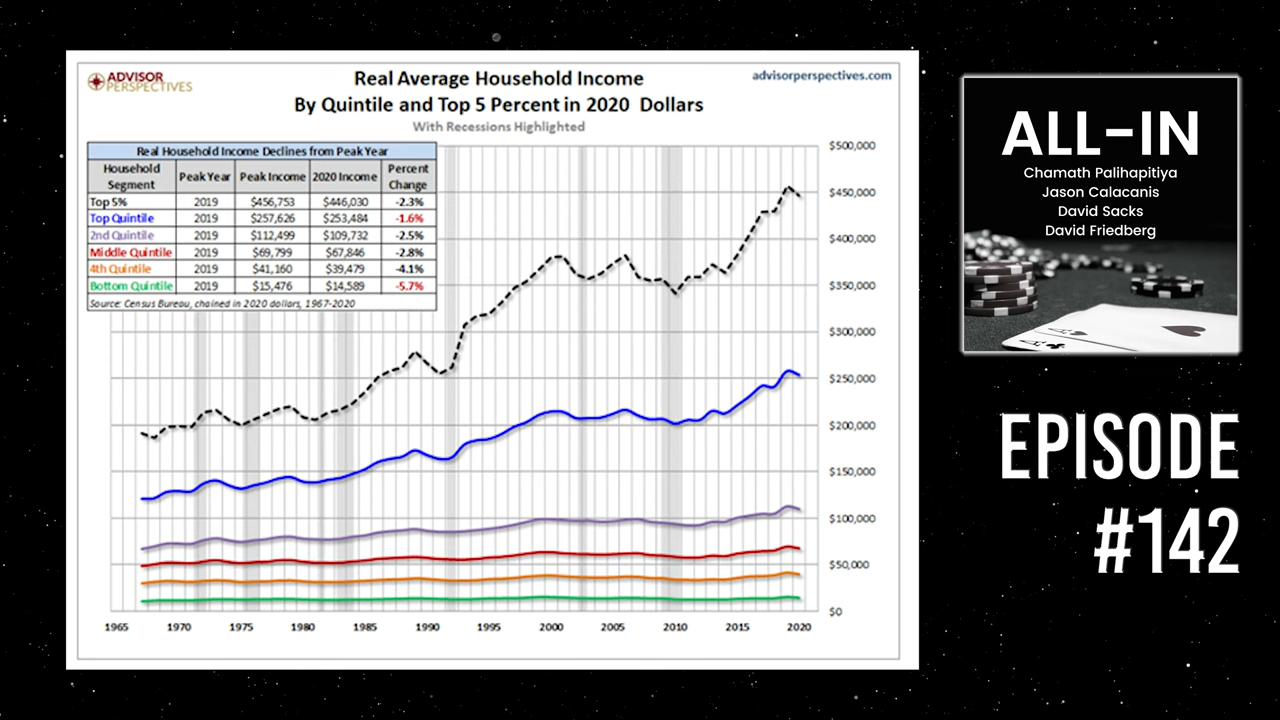 ADVISOR
PERSPECTIVES
Real Average Household Income
By Quintile and Top 5 Percent in 2020 Dollars
With Recessions Highlighted
advisorperspectives.com
Real Household Income Declines from Peak Year
Household Segment Peak Year Peak Income 2020 Income Percent Change
Top 5% 2019 $456,753 $446,030 -2.3%
Top Quintile 2019 $257,626 $253,484 -1.6%
2nd Quintile 2019 $112,499 $109,732 -2.5%
Middle Quintile 2019 $69,799 $67,846 -2.8%
4th Quintile 2019 $41,160 $39,479 -4.1%
Bottom Quintile 2019 $15,476 $14,589 -5.7%
Source: Census Bureau, chained in 2020 dollars, 1967-2020
$500,000
$450,000
$400,000
$350,000
$300,000
$250,000
$200,000
$150,000
$100,000
$50,000
$0
1965 1970 1975 1980 1985 1990 1995 2000 2005 2010 2015 2020
ALL-IN
Chamath Palihapitiya
Jason Calacanis
David Sacks
David Friedberg
A
A
EPISODE
#142